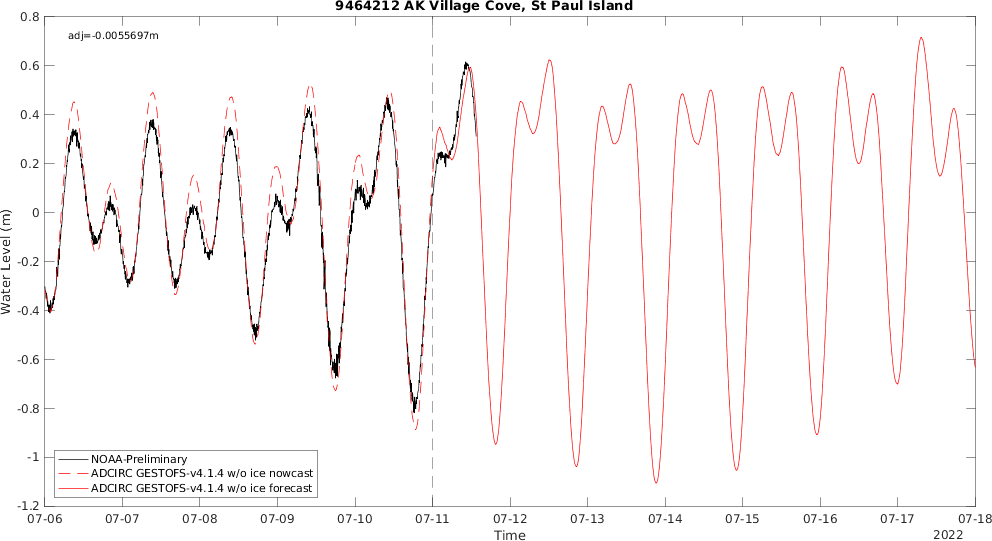 9464212 AK Village Cove, St Paul Island
adj=-0.0055697m
Water Level (m)
0.8
0.6
0.4
0.2
0
-0.2
-0.4
-0.6
-0.8
-1
-1.2
NOAA-Preliminary
ADCIRC GESTOFS-v4.1.4 w/o ice nowcast
ADCIRC GESTOFS-v4.1.4 w/o ice forecast
07-06 07-07 07-08 07-09 07-10 07-11 07-12 07-13 07-14 07-15 07-16 07-17 07-18
Time
2022